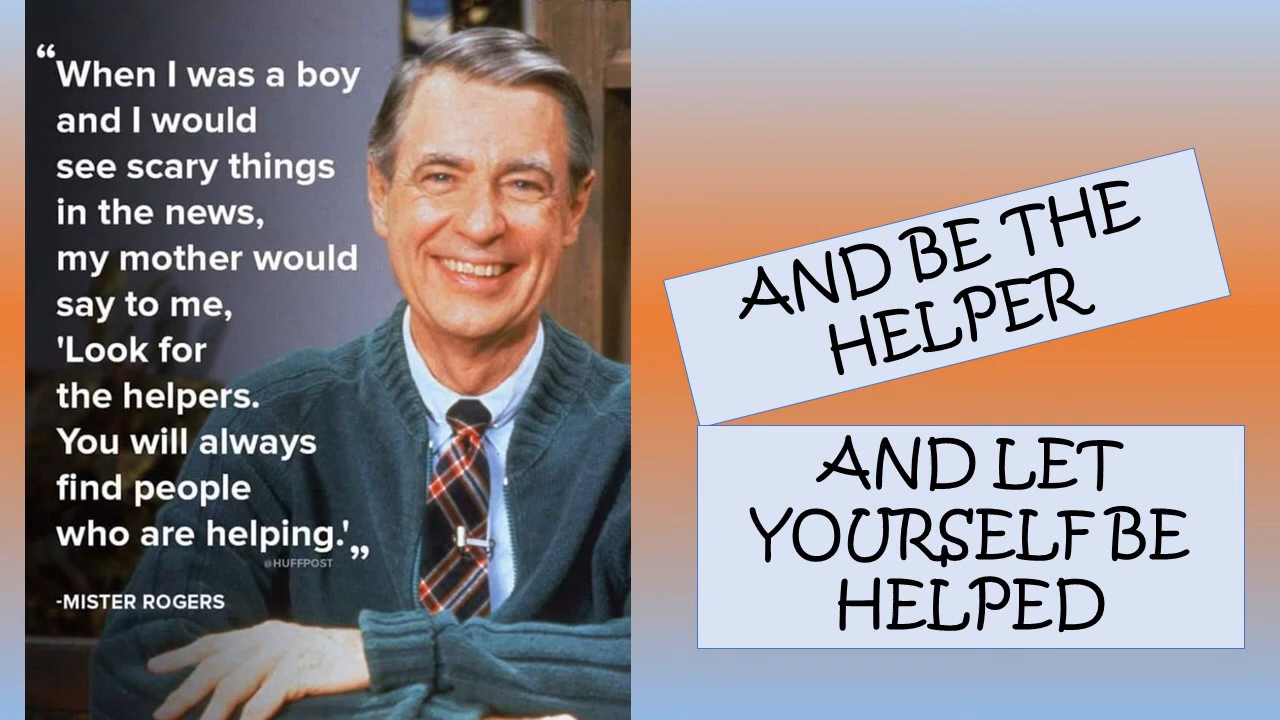 “When I was a boy
and I would
see scary things
in the news,
my mother would
say to me,
'Look for
the helpers.
You will always
find people
who are helping.'”
@HUFFPOST
-MISTER ROGERS
AND BE THE
HELPER
AND LET
YOURSELF BE
HELPED